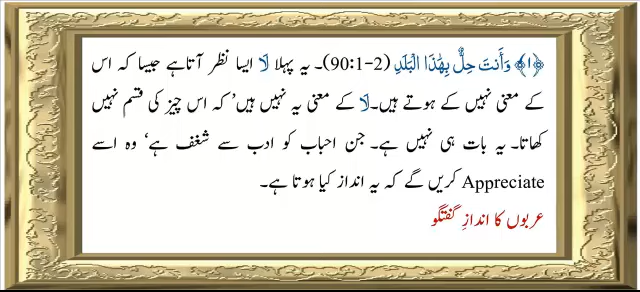 ﴿۱﴾ وَأَنتَ حِلٌّ بِهَٰذَا الْبَلَدِ (90:1-2)۔ یہ پہلا لَا ایسا نظر آتا ہے جیسا کہ اس
کے معنی نہیں کے ہوتے ہیں۔ لَا کے معنی یہ نہیں ہیں' کہ اس چیز کی قسم نہیں
کھاتا۔ یہ بات ہی نہیں ہے۔ جن احباب کو ادب سے شغف ہے' وہ اسے
Appreciate کریں گے کہ یہ انداز کیا ہوتا ہے۔
عربوں کا اندازِ گفتگو